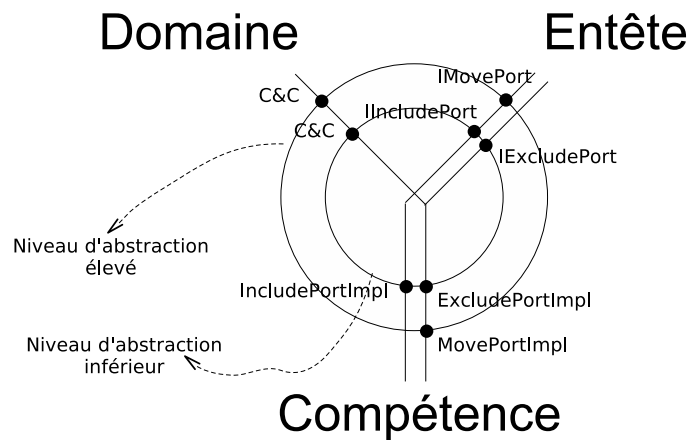 Domaine
Entête
IMovePort
C&C
IIncludePort
C&C
IExcludePort
Niveau d'abstraction
élevé
IncludePortImpl
ExcludePortImpl
Niveau d'abstraction
inférieur
MovePortImpl
Compétence